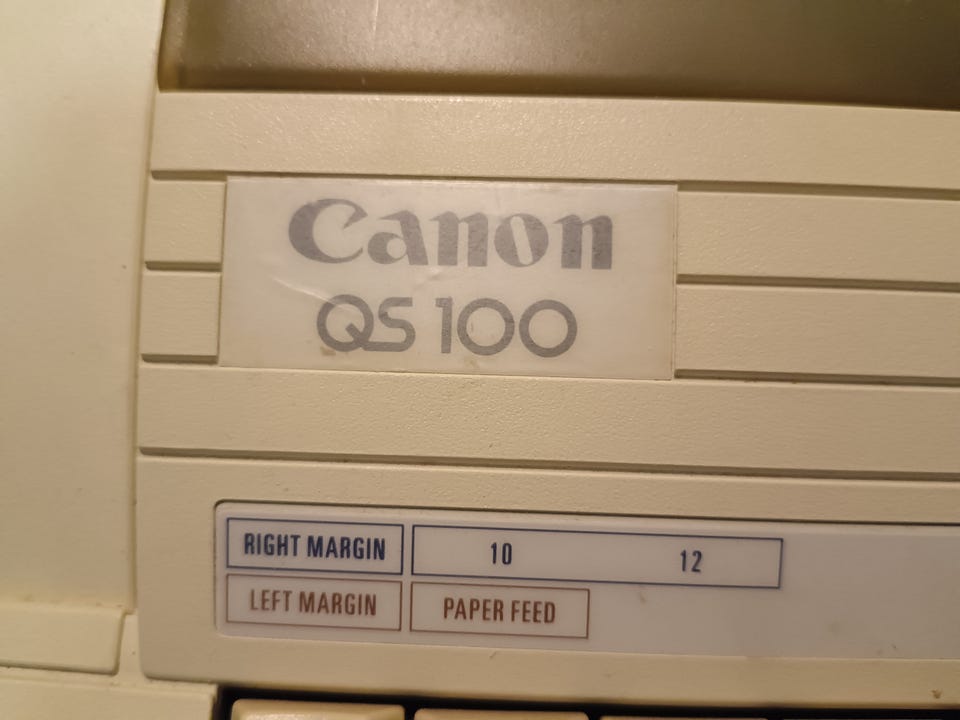 Canon
QS 100
RIGHT MARGIN 10 12
LEFT MARGIN PAPER FEED